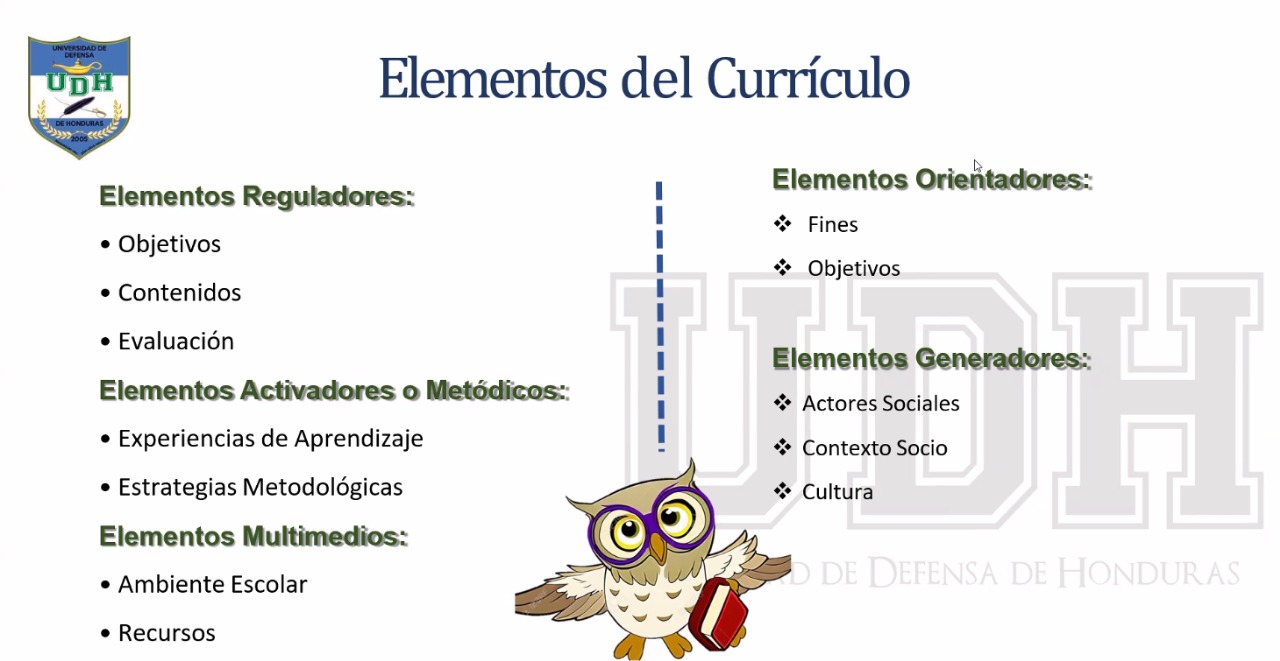 UNIVERSIDAD DE
DEFENSA
UDH
DE HONDURAS
2005
Elementos del Currículo
Elementos Reguladores:
• Objetivos
• Contenidos
• Evaluación
Elementos Activadores o Metódicos:
• Experiencias de Aprendizaje
• Estrategias Metodológicas
Elementos Multimedios:
• Ambiente Escolar
• Recursos
Elementos Orientadores:
❖ Fines
❖ Objetivos
Elementos Generadores:
❖ Actores Sociales
❖ Contexto Socio
❖ Cultura
UDH
D DE DEFENSA DE HONDURAS